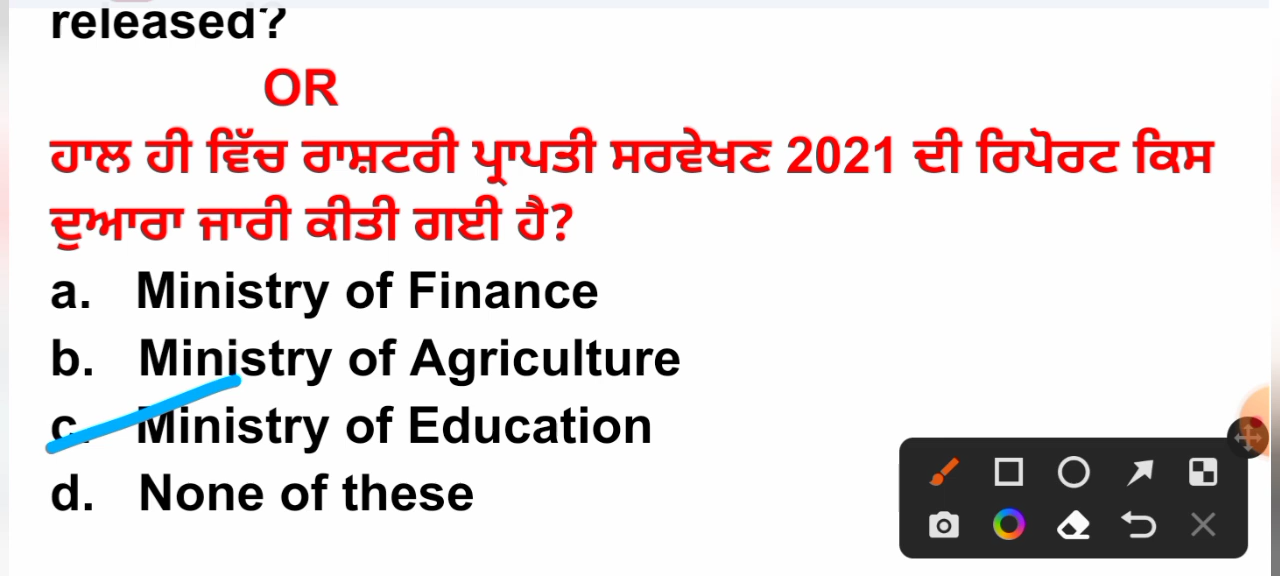 released?
OR
ਹਾਲ ਹੀ ਵਿੱਚ ਰਾਸ਼ਟਰੀ ਪ੍ਰਾਪਤੀ ਸਰਵੇਖਣ 2021 ਦੀ ਰਿਪੋਰਟ ਕਿਸ
ਦੁਆਰਾ ਜਾਰੀ ਕੀਤੀ ਗਈ ਹੈ?
a. Ministry of Finance
b. Ministry of Agriculture
c. Ministry of Education
d. None of these